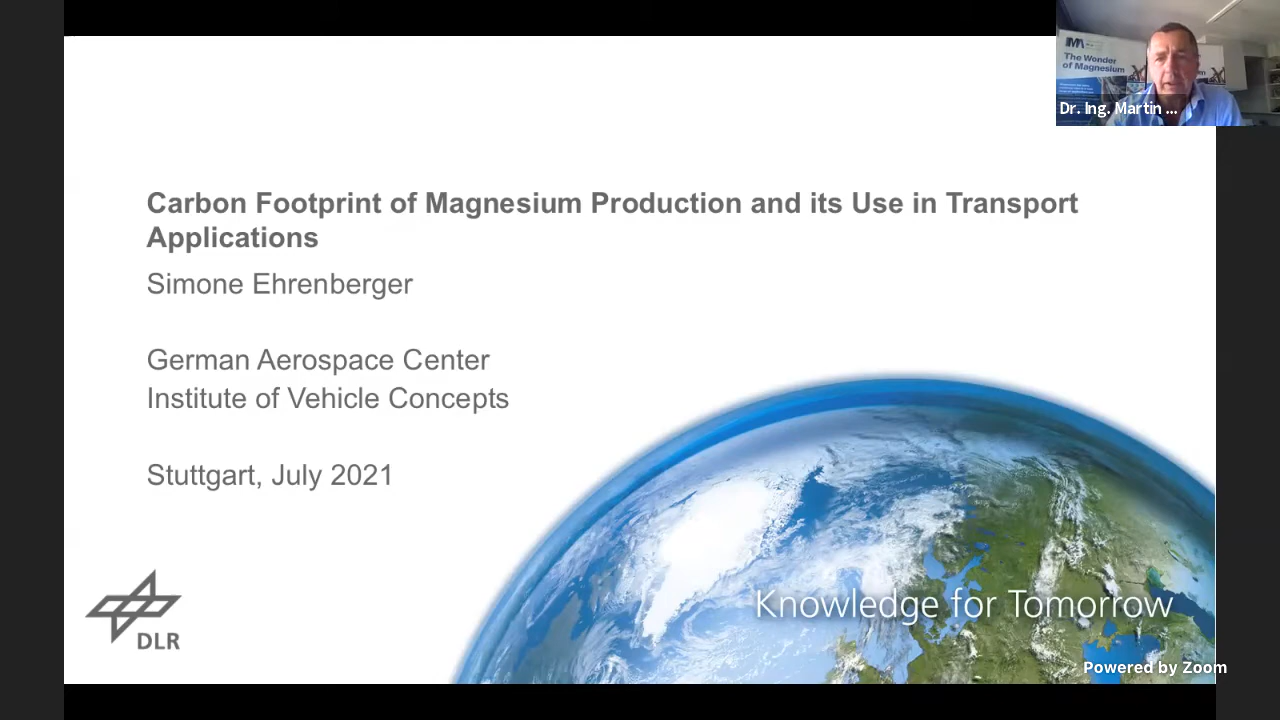 The Wonder
of Magnesium
Dr. Ing. Martin ...
Carbon Footprint of Magnesium Production and its Use in Transport
Applications
Simone Ehrenberger
German Aerospace Center
Institute of Vehicle Concepts
Stuttgart, July 2021
DLR
Knowledge for Tomorrow
Powered by Zoom